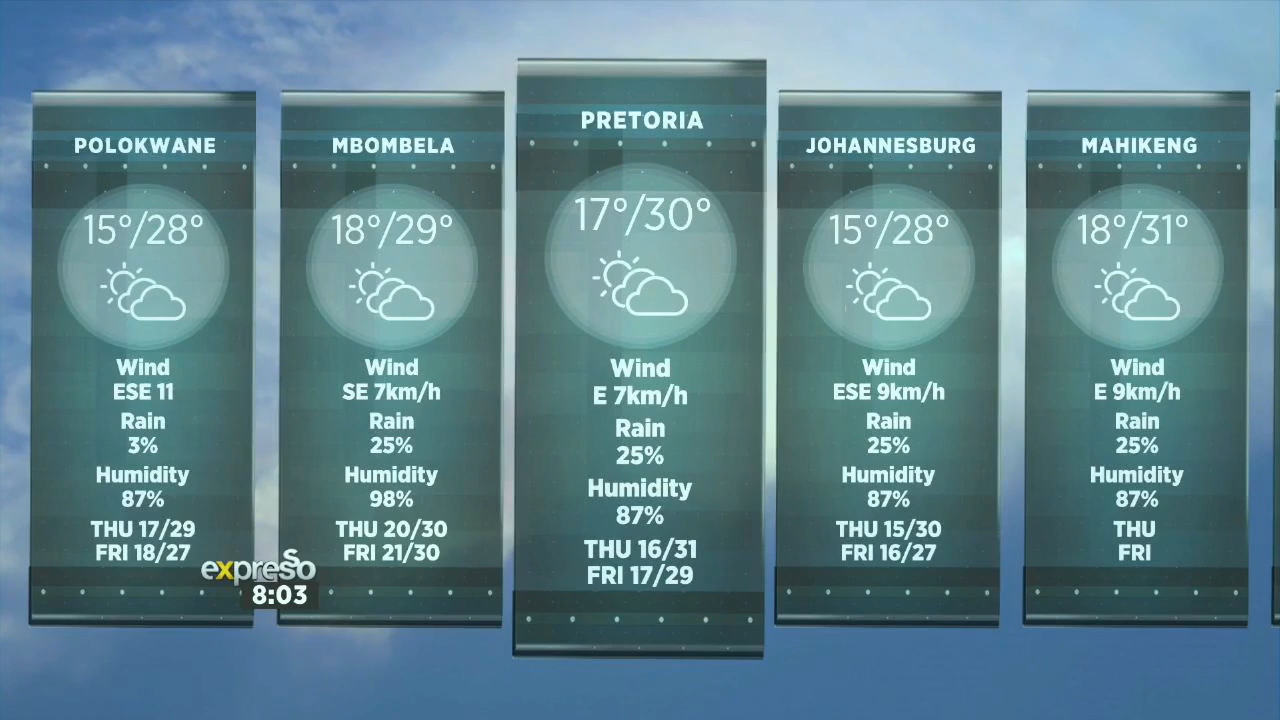 POLOKWANE
15°/28°
Wind
ESE 11
Rain
3%
Humidity
87%
THU 17/29
FRI 18/27
MBOMBELA
18°/29°
Wind
SE 7km/h
Rain
25%
Humidity
98%
THU 20/30
FRI 21/30
PRETORIA
17°/30°
Wind
E 7km/h
Rain
25%
Humidity
87%
THU 16/31
FRI 17/29
JOHANNESBURG
15°/28°
Wind
ESE 9km/h
Rain
25%
Humidity
87%
THU 15/30
FRI 16/27
MAHIKENG
18°/31°
Wind
E 9km/h
Rain
25%
Humidity
87%
THU
FRI
expresso
8:03